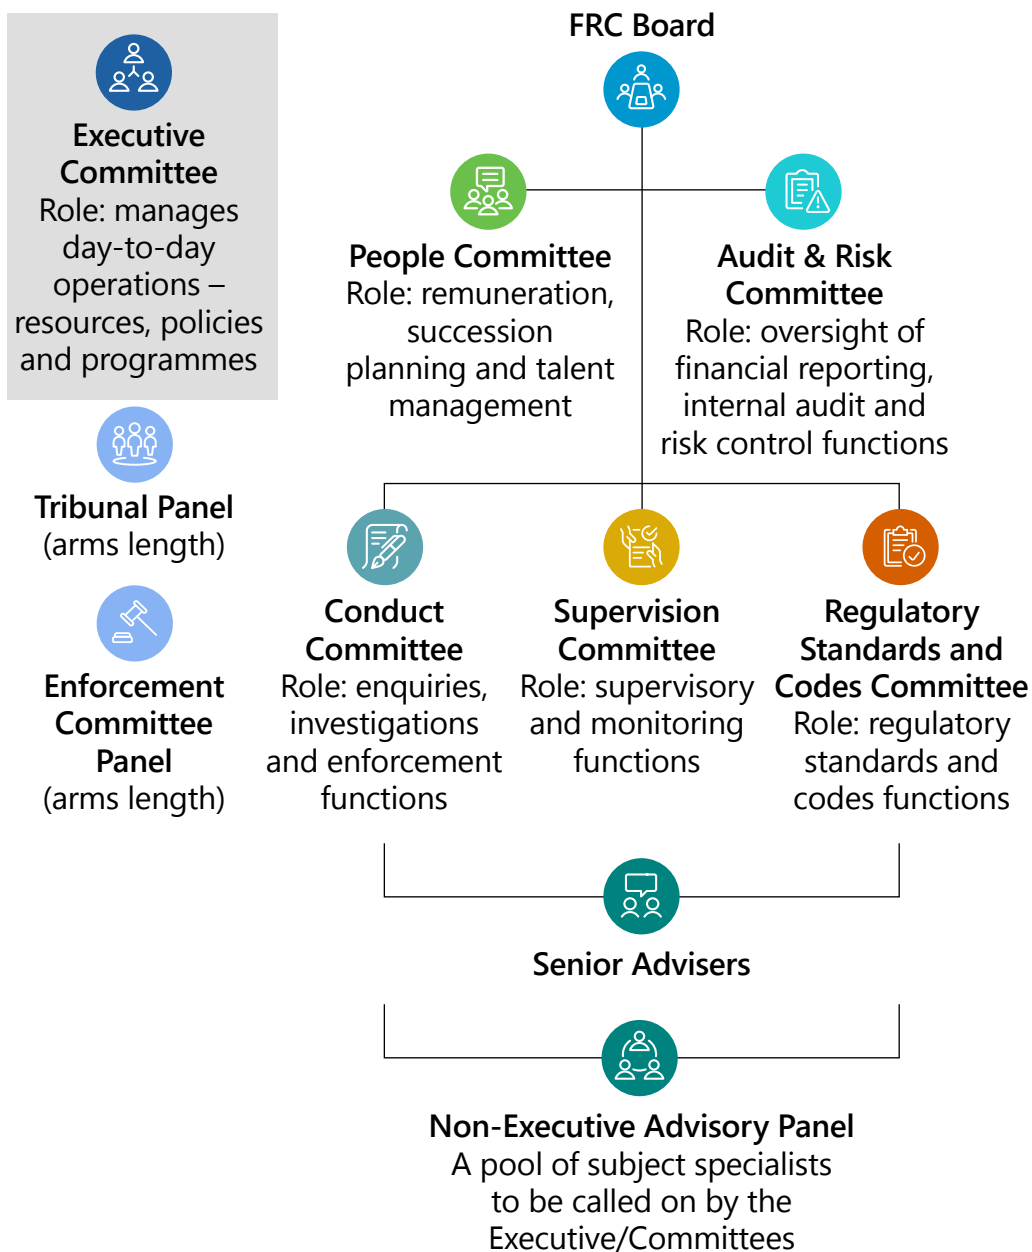 FRC Board
Executive
Committee
Role: manages
day-to-day
operations –
resources, policies
and programmes
People Committee
Role: remuneration,
succession
planning and talent
management
Audit & Risk
Committee
Role: oversight of
financial reporting,
internal audit and
risk control functions
Tribunal Panel
(arms length)
Enforcement
Committee
Panel
(arms length)
Conduct
Committee
Role: enquiries,
investigations
and enforcement
functions
Supervision
Committee
Role: supervisory
and monitoring
functions
Regulatory
Standards and
Codes Committee
Role: regulatory
standards and
codes functions
Senior Advisers
Non-Executive Advisory Panel
A pool of subject specialists
to be called on by the
Executive/Committees